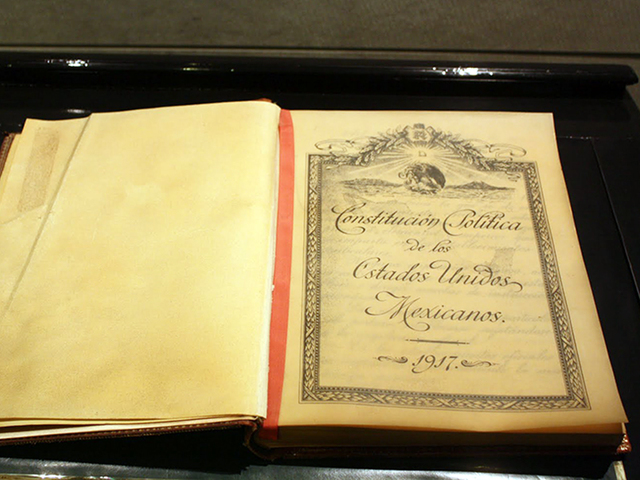 Constitución Política
de los
Estados Unidos
Mexicanos.
1917.